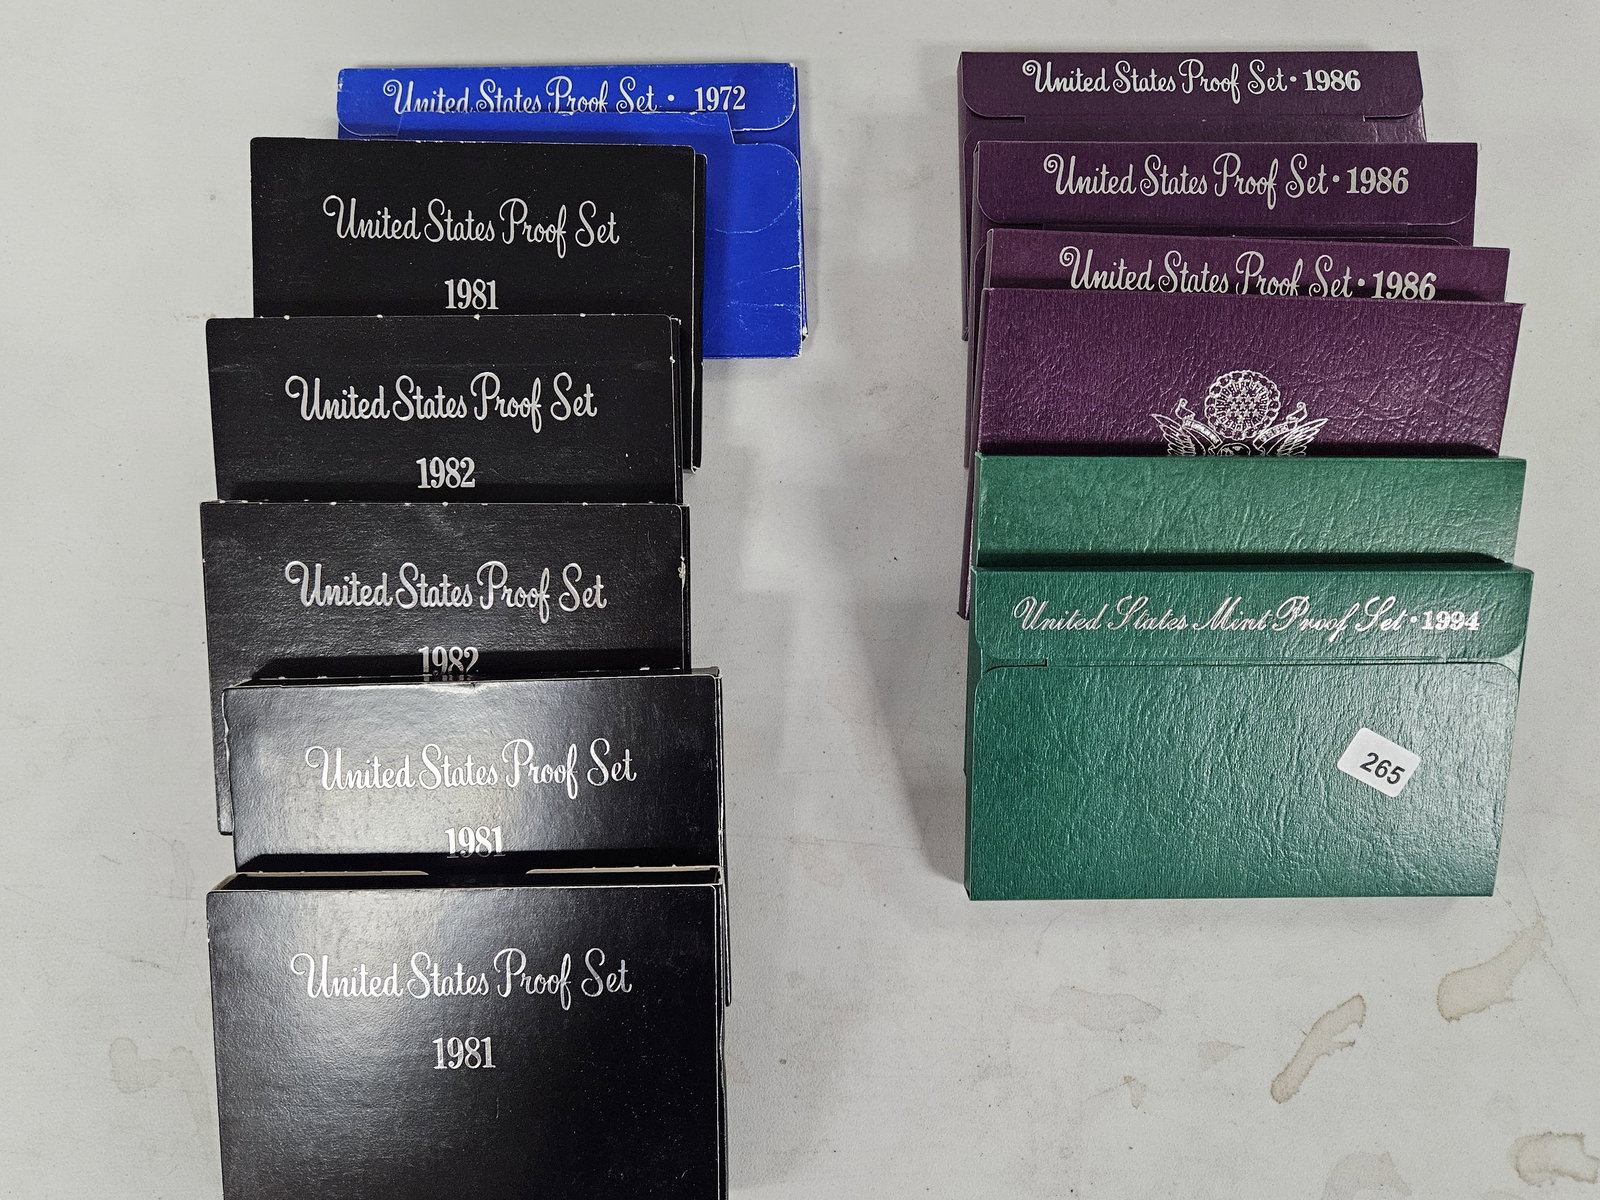 United States Proof Set • 1972
United States Proof Set
1981
United States Proof Set
1982
United States Proof Set
1982
United States Proof Set
1981
United States Proof Set
1981
United States Proof Set • 1986
United States Proof Set • 1986
United States Proof Set • 1986
United States Mint Proof Set • 1994
265